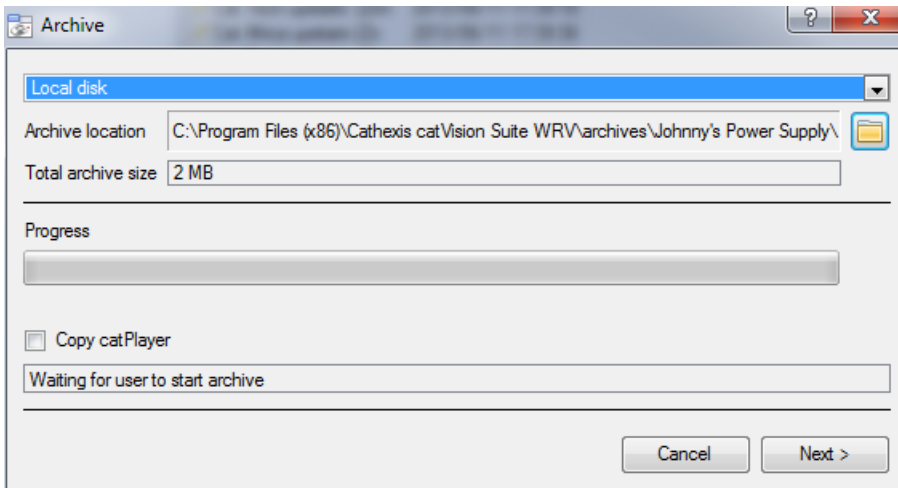 Archive
Local disk
Archive location C:\Program Files (x86)\Cathexis catVision Suite WRV\archives\Johnny's Power Supply\
Total archive size 2 MB
Progress
Copy catPlayer
Waiting for user to start archive
Cancel Next >